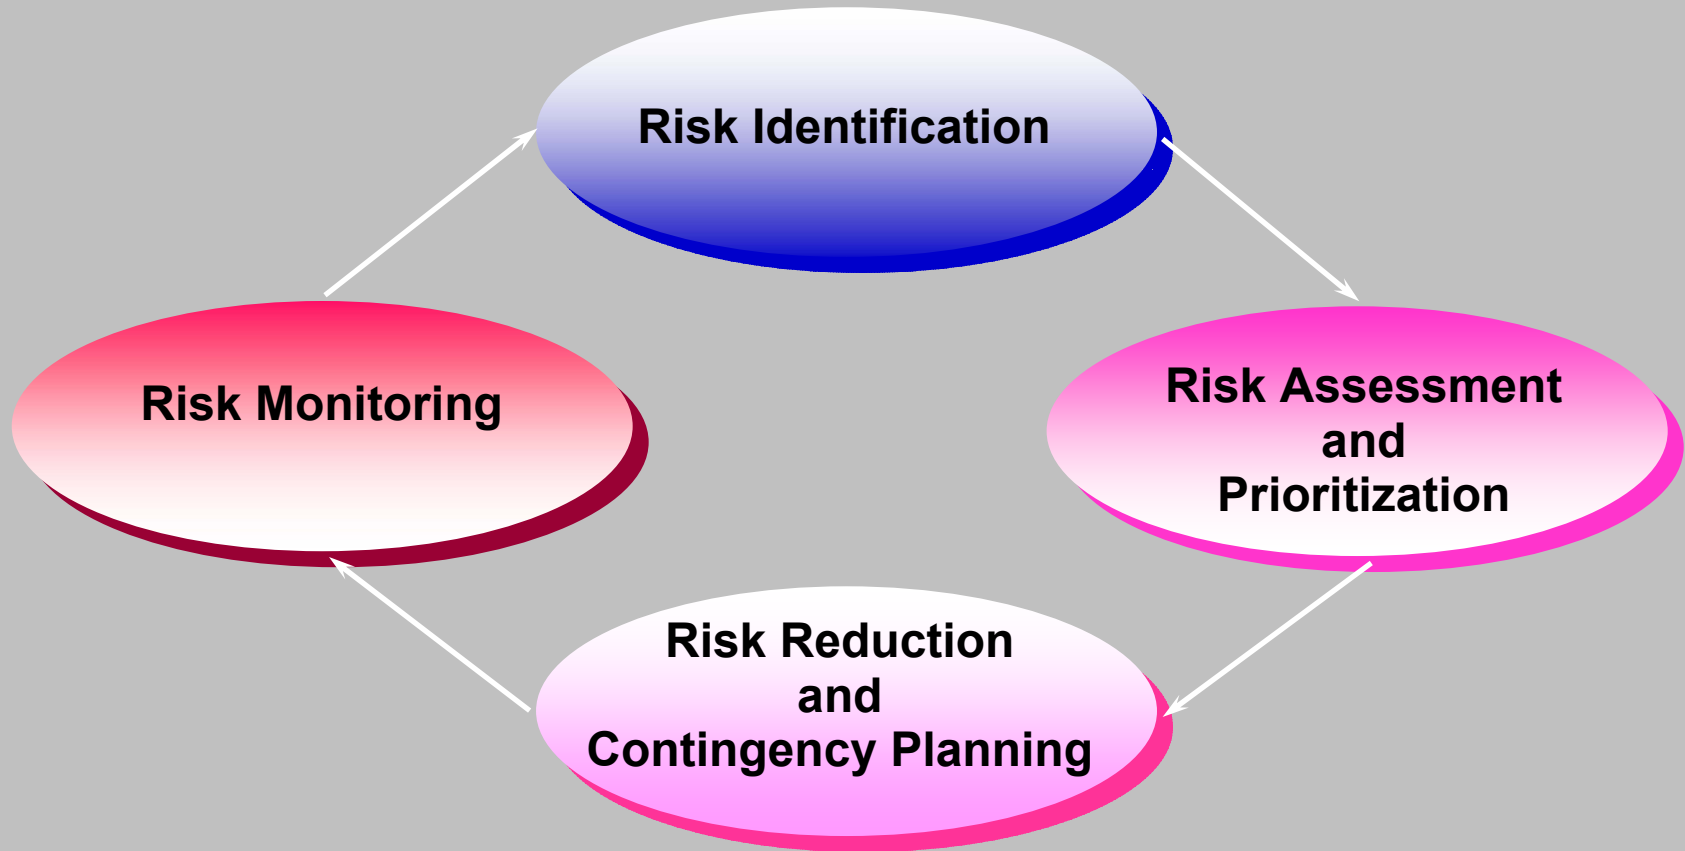 Risk Identification
Risk Monitoring
Risk Assessment
and
Prioritization
Risk Reduction
and
Contingency Planning